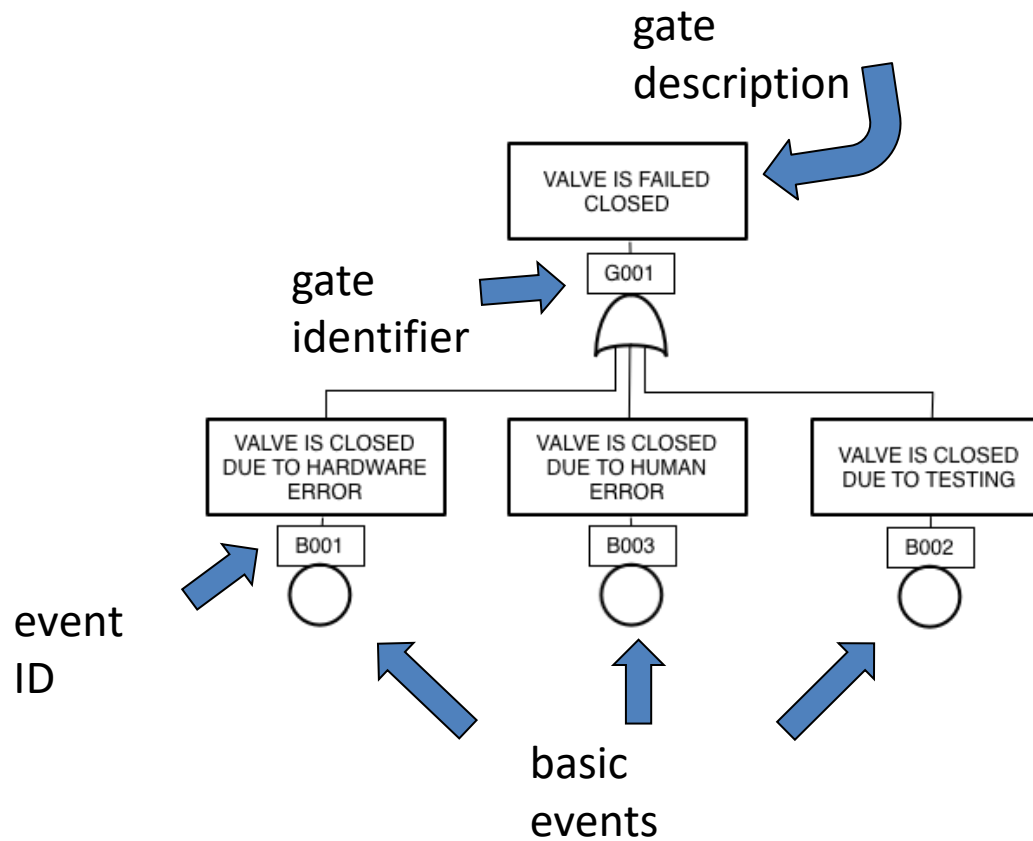 gate
description
VALVE IS FAILED
CLOSED
G001
gate
identifier
VALVE IS CLOSED
DUE TO HARDWARE
ERROR
VALVE IS CLOSED
DUE TO HUMAN
ERROR
VALVE IS CLOSED
DUE TO TESTING
B001
B003
B002
event
ID
basic
events